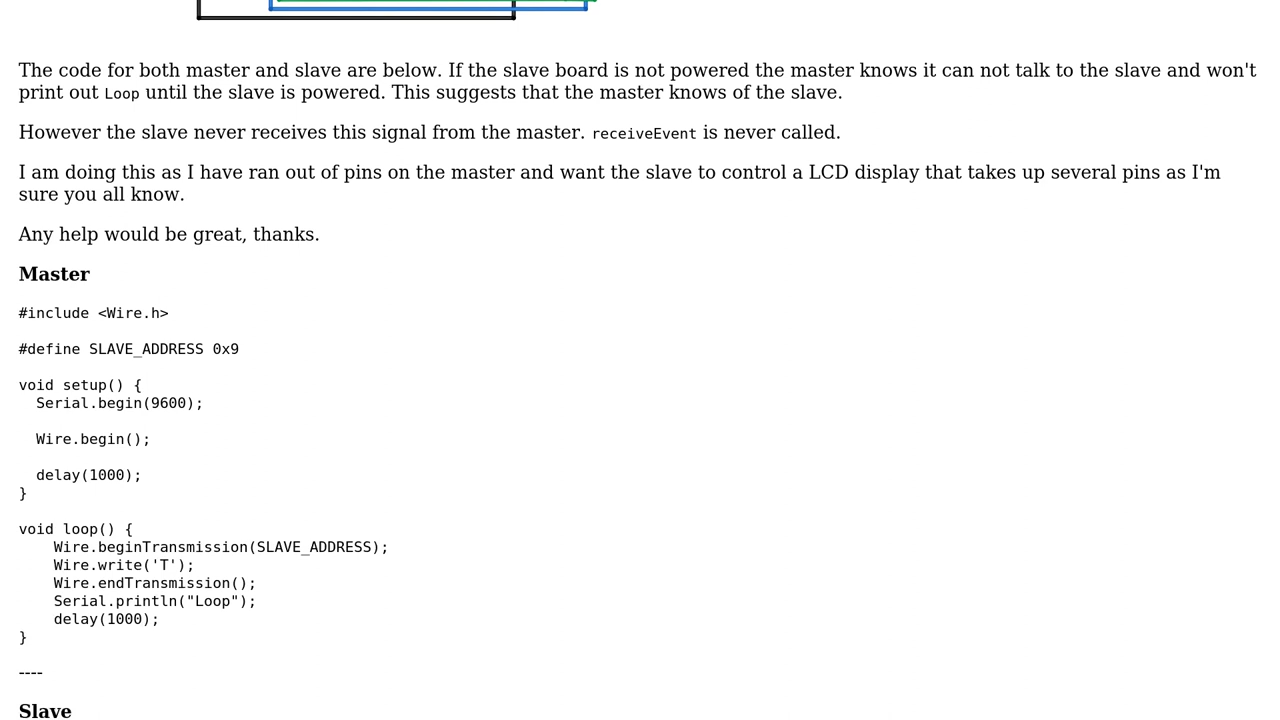 The code for both master and slave are below. If the slave board is not powered the master knows it can not talk to the slave and won't
print out Loop until the slave is powered. This suggests that the master knows of the slave.
However the slave never receives this signal from the master. receiveEvent is never called.
I am doing this as I have ran out of pins on the master and want the slave to control a LCD display that takes up several pins as I'm
sure you all know.
Any help would be great, thanks.
Master
#include <Wire.h>
#define SLAVE_ADDRESS 0x9
void setup() {
  Serial.begin(9600);
  Wire.begin();
  delay(1000);
}
void loop() {
    Wire.beginTransmission(SLAVE_ADDRESS);
    Wire.write('T');
    Wire.endTransmission();
    Serial.println("Loop");
    delay(1000);
}
----
Slave